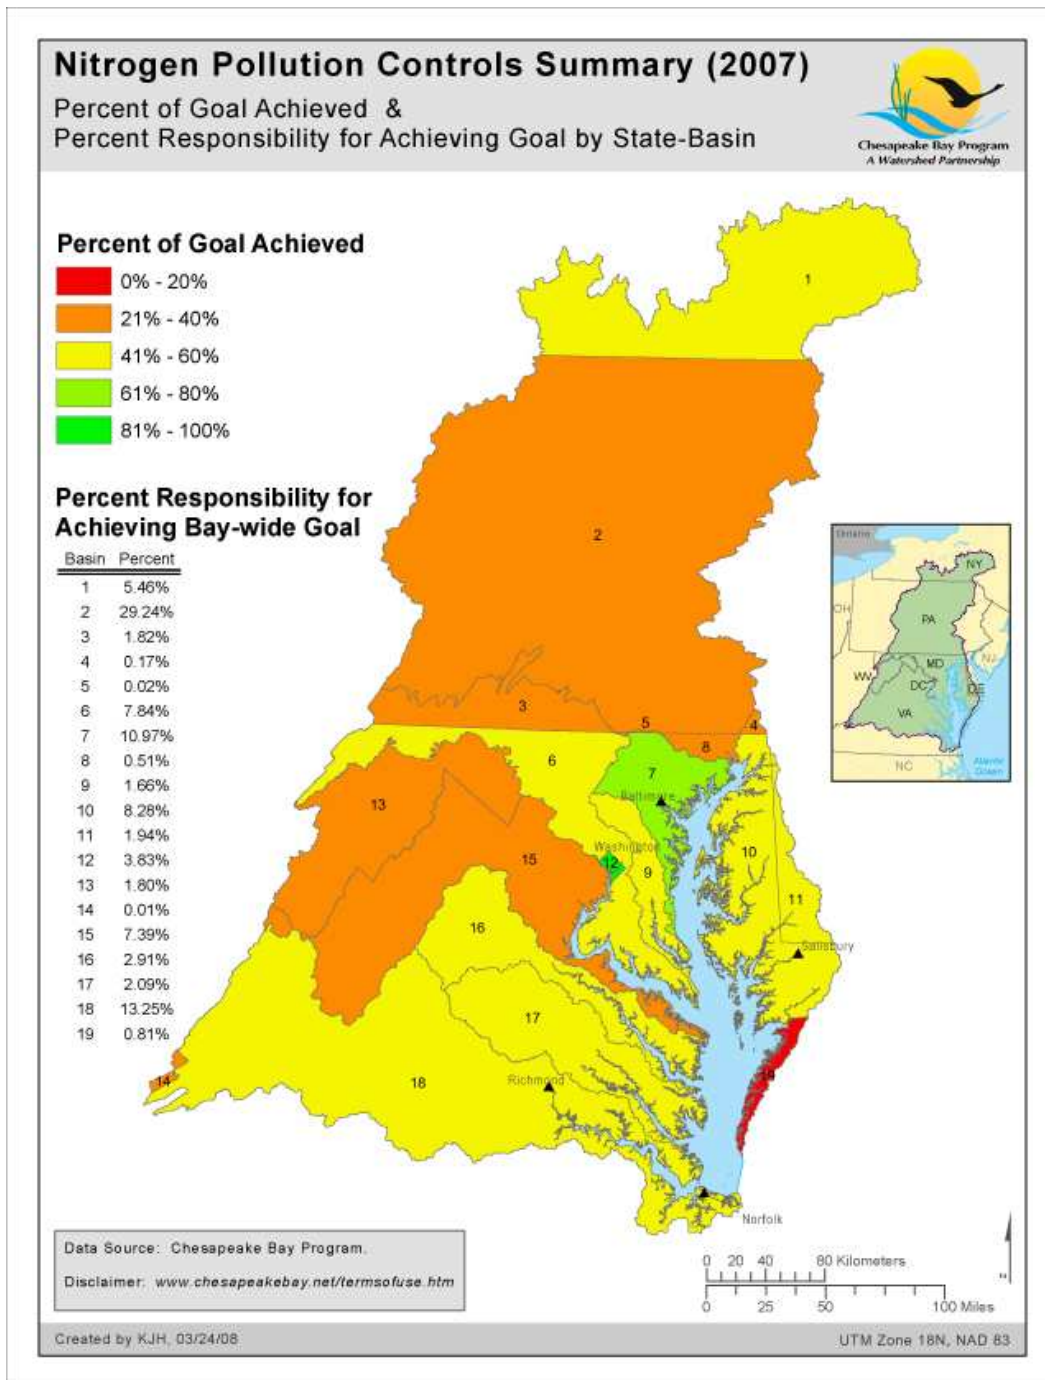 Nitrogen Pollution Controls Summary (2007)
Percent of Goal Achieved &
Percent Responsibility for Achieving Goal by State-Basin
Chesapeake Bay Program
A Watershed Partnership
Percent of Goal Achieved
0% - 20%
21% - 40%
41% - 60%
61% - 80%
81% - 100%
Percent Responsibility for
Achieving Bay-wide Goal
Basin Percent
1 5.46%
2 29.24%
3 1.82%
4 0.17%
5 0.02%
6 7.84%
7 10.97%
8 0.51%
9 1.66%
10 8.28%
11 1.94%
12 3.83%
13 1.80%
14 0.01%
15 7.39%
16 2.91%
17 2.09%
18 13.25%
19 0.81%
1
2
3
5
4
6
8
7
Baltimore
13
Washington
15
12
10
9
11
16
Salisbury
17
19
14
18
Richmond
Norfolk
Ontario
NY
OH
PA
NJ
MD
WV
DC
DE
VA
NC
Atlantic
Ocean
Data Source: Chesapeake Bay Program.
Disclaimer: www.chesapeakebay.net/termsofuse.htm
0 20 40 80 Kilometers
0 25 50 100 Miles
Created by KJH, 03/24/08
UTM Zone 18N, NAD 83